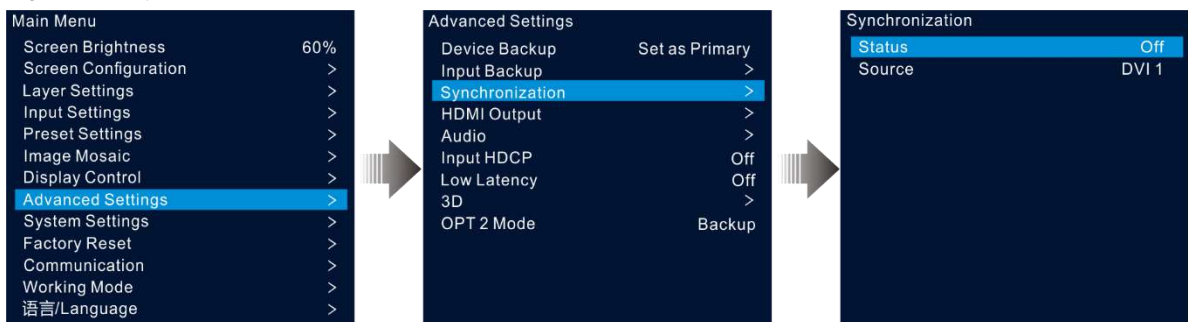 Main Menu
Screen Brightness 60%
Screen Configuration >
Layer Settings >
Input Settings >
Preset Settings >
Image Mosaic >
Display Control >
Advanced Settings >
System Settings >
Factory Reset >
Communication >
Working Mode >
语言/Language >
Advanced Settings
Device Backup Set as Primary
Input Backup >
Synchronization >
HDMI Output >
Audio >
Input HDCP Off
Low Latency Off
3D >
OPT 2 Mode Backup
Synchronization
Status Off
Source DVI 1